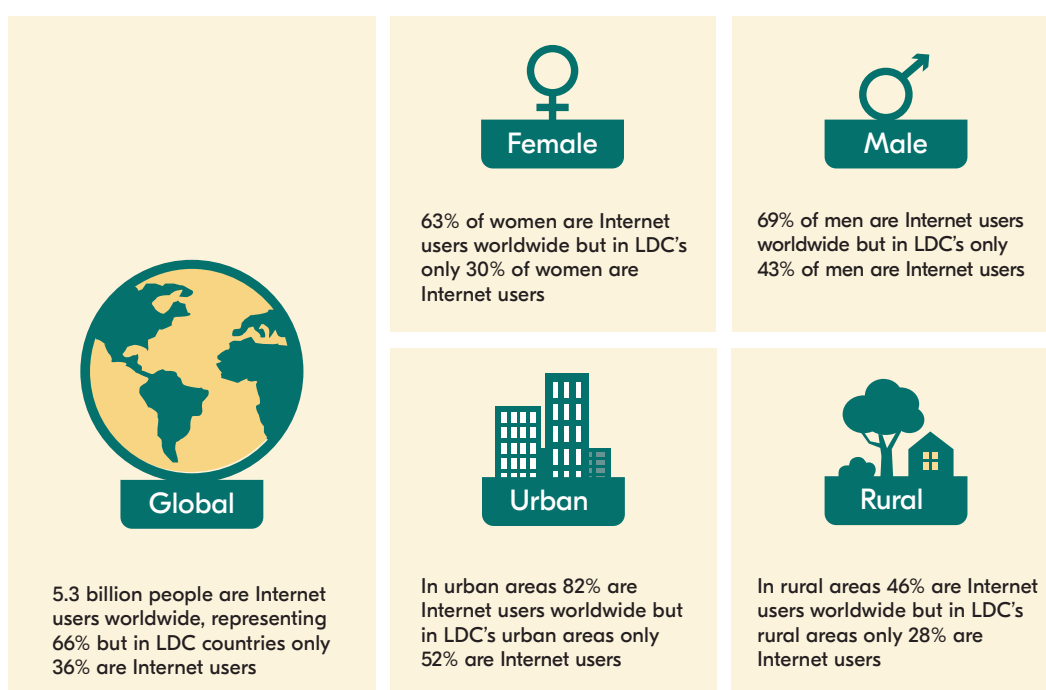 Global
5.3 billion people are Internet
users worldwide, representing
66% but in LDC countries only
36% are Internet users
Female
63% of women are Internet
users worldwide but in LDC's
only 30% of women are
Internet users
Male
69% of men are Internet users
worldwide but in LDC's only
43% of men are Internet users
Urban
In urban areas 82% are
Internet users worldwide but
in LDC's urban areas only
52% are Internet users
Rural
In rural areas 46% are Internet
users worldwide but in LDC's
rural areas only 28% are
Internet users